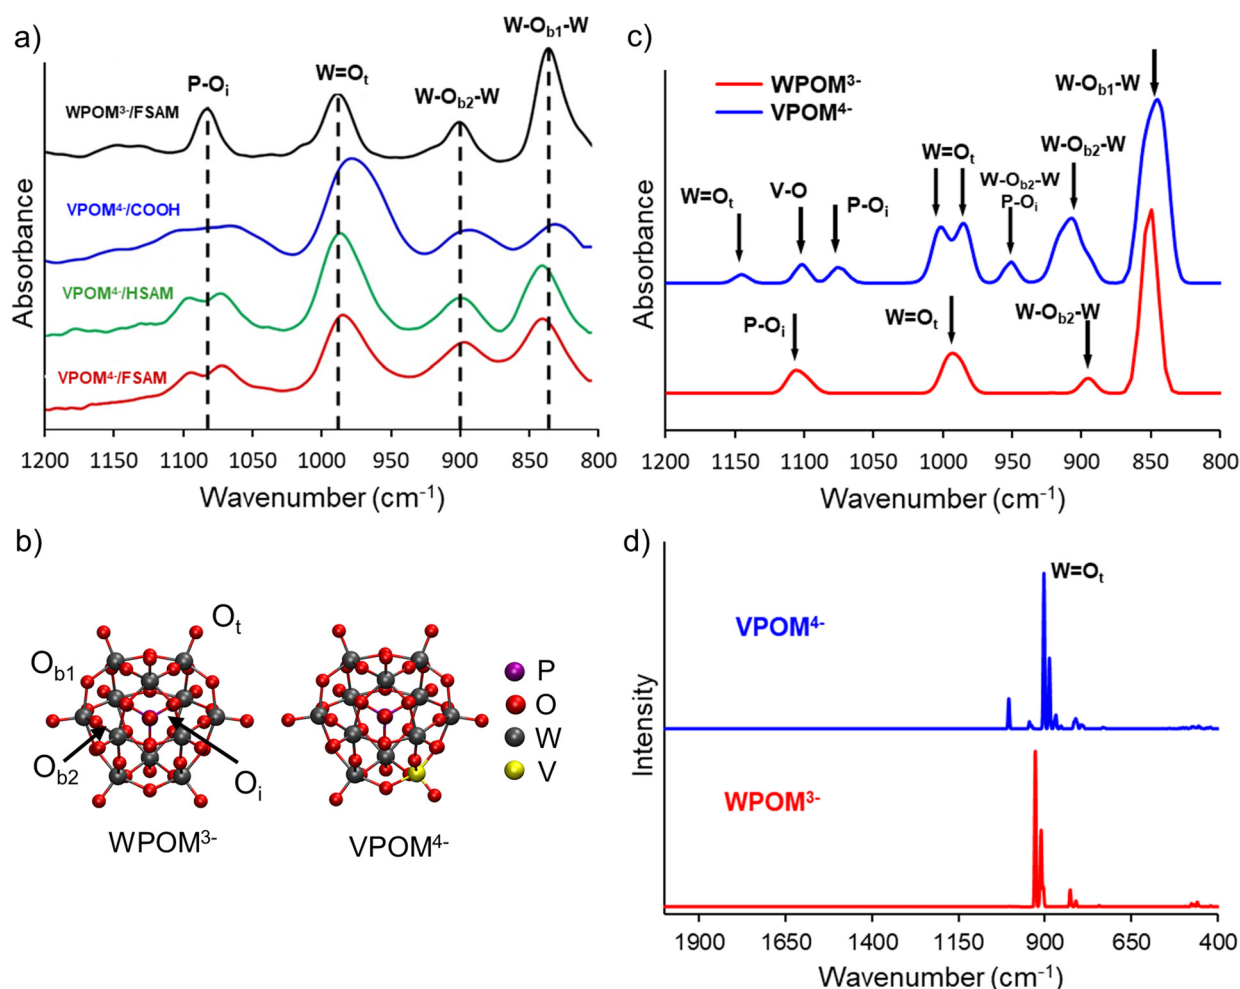 a)
P-Oi
W=Ot
W-Ob2-W
W-Ob1-W
WPOM3-/FSAM
VPOM4-/COOH
VPOM4-/HSAM
VPOM4-/FSAM
Absorbance
1200 1150 1100 1050 1000 950 900 850 800
Wavenumber (cm-1)
c)
WPOM3-
VPOM4-
W-Ob1-W
W-Ob2-W
W=Ot
W-Ob2-W
P-Oi
W=Ot
V-O
P-Oi
P-Oi
W=Ot
W-Ob2-W
Absorbance
1200 1150 1100 1050 1000 950 900 850 800
Wavenumber (cm-1)
b)
Ot
Ob1
Ob2
Oi
WPOM3-
VPOM4-
P
O
W
V
d)
W=Ot
VPOM4-
WPOM3-
Intensity
1900 1650 1400 1150 900 650 400
Wavenumber (cm-1)